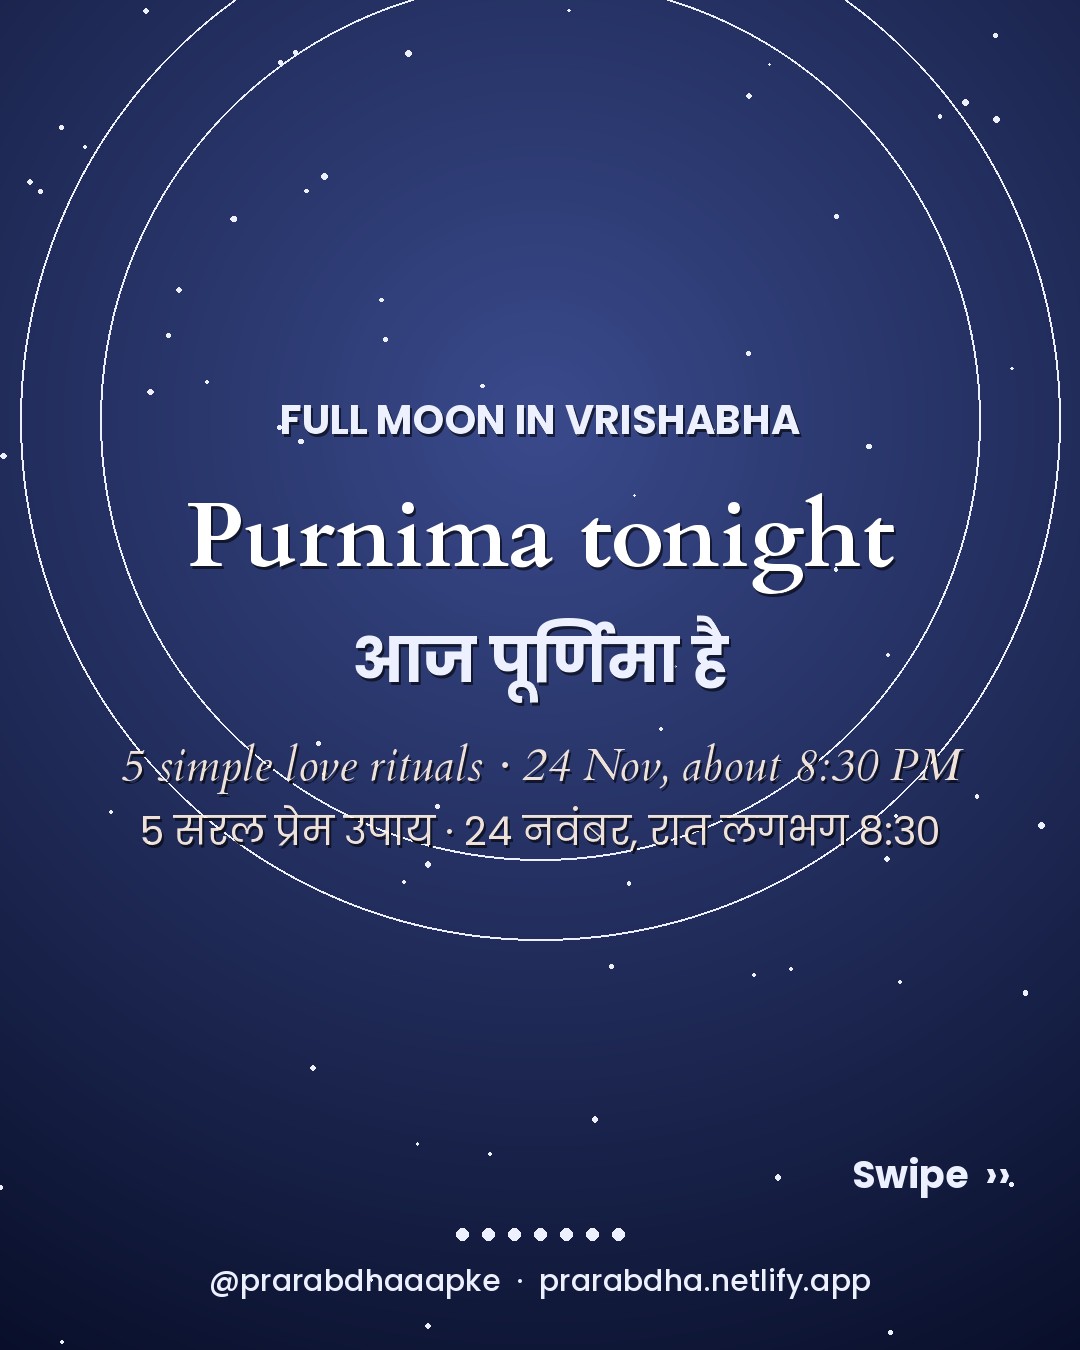 FULL MOON IN VRISHABHA
Purnima tonight
आज पूर्णिमा है
5 simple love rituals · 24 Nov, about 8:30 PM
5 सरल प्रेम उपाय · 24 नवंबर, रात लगभग 8:30
Swipe ››
@prarabdhaaapke · prarabdha.netlify.app